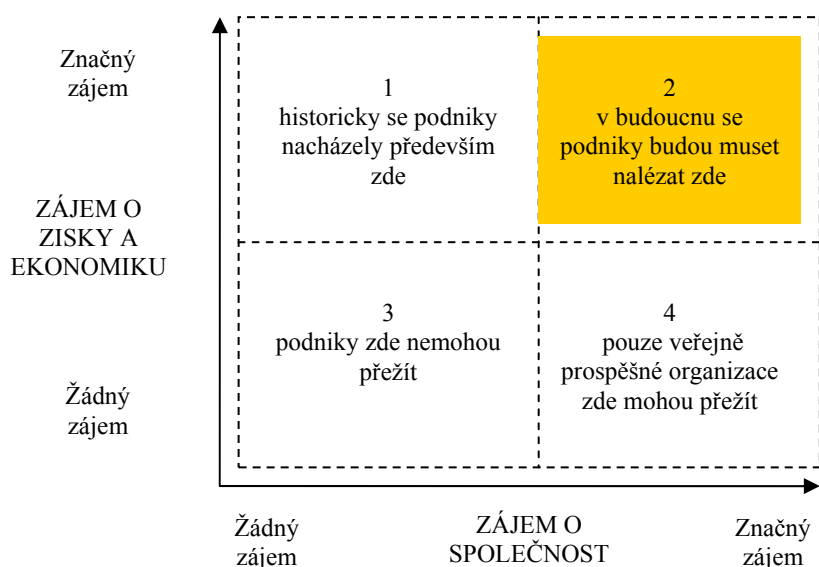 Značný
zájem
1
historicky se podniky
nacházely především
zde
2
v budoucnu se
podniky budou muset
nalézat zde
ZÁJEM O
ZISKY A
EKONOMIKU
3
podniky zde nemohou
přežít
4
pouze veřejně
prospěšné organizace
zde mohou přežít
Žádný
zájem
Žádný
zájem
ZÁJEM O
SPOLEČNOST
Značný
zájem